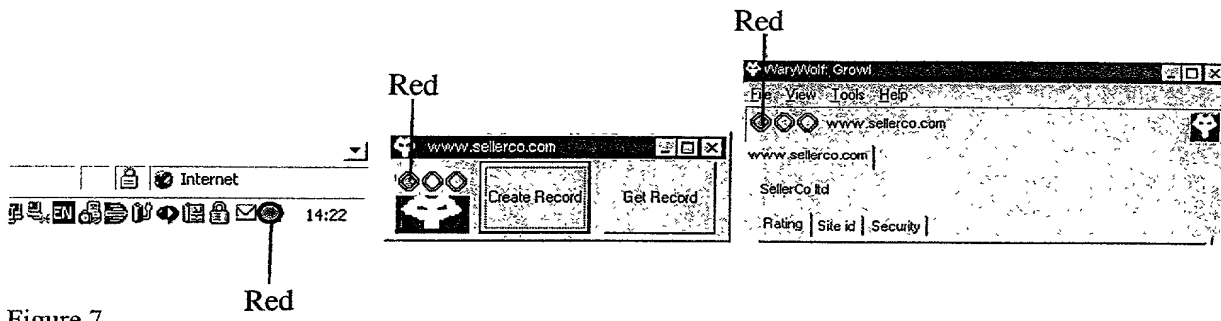 Red
Red
WaryWolf: Growl
File View Tools Help
www.sellerco.com
www.sellerco.com
SellerCo ltd
Rating Site id Security
www.sellerco.com
Create Record Get Record
Internet
EN 14:22
Red
Figure 7